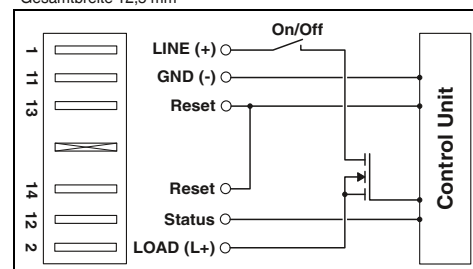 Gesamtbreite 12,5 mm
On/Off
1 LINE (+)
11 GND (-)
13 Reset
14 Reset
12 Status
2 LOAD (L+)
Control Unit